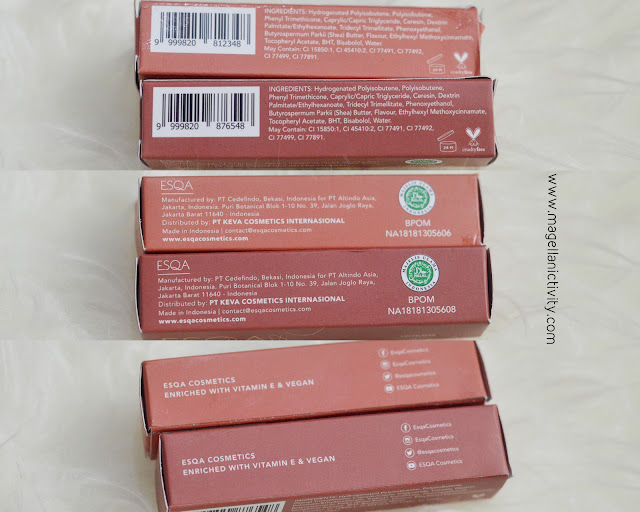 9 999820 812348
INGREDIENTS: Hydrogenated Polyisobutene, Polyisobutine,
Phenyl Trimethicone, Caprylic/Capric Triglyceride, Ceresin, Dextrin
Palmitate/Ethylhexanoate, Tridecyl Trimellitate, Phenoxyethanol,
Butyrospermum Parkii (Shea) Butter, Flavour, Ethylhexyl Methoxycinnamate,
Tocopheryl Acetate, BHT, Bisabolol, Water.
May Contain: CI 15850:1, CI 45410:2, CI 77491, CI 77492,
CI 77499, CI 77891.
24 M
crueltyfree
9 999820 876548
INGREDIENTS: Hydrogenated Polyisobutene, Polyisobutine,
Phenyl Trimethicone, Caprylic/Capric Triglyceride, Ceresin, Dextrin
Palmitate/Ethylhexanoate, Tridecyl Trimellitate, Phenoxyethanol,
Butyrospermum Parkii (Shea) Butter, Flavour, Ethylhexyl Methoxycinnamate,
Tocopheryl Acetate, BHT, Bisabolol, Water.
May Contain: CI 15850:1, CI 45410:2, CI 77491, CI 77492,
CI 77499, CI 77891.
24 M
crueltyfree
ESQA
Manufactured by: PT Cedefindo, Bekasi, Indonesia for PT Altindo Asia,
Jakarta, Indonesia. Puri Botanical Blok 1-10 No. 39, Jalan Joglo Raya,
Jakarta Barat 11640 - Indonesia
Distributed by: PT KEVA COSMETICS INTERNASIONAL
Made in Indonesia | contact@esqacosmetics.com
www.esqacosmetics.com
MAJELIS ULAMA
BPOM
NA18181305606
ESQA
Manufactured by: PT Cedefindo, Bekasi, Indonesia for PT Altindo Asia,
Jakarta, Indonesia. Puri Botanical Blok 1-10 No. 39, Jalan Joglo Raya,
Jakarta Barat 11640 - Indonesia
Distributed by: PT KEVA COSMETICS INTERNASIONAL
Made in Indonesia | contact@esqacosmetics.com
www.esqacosmetics.com
MAJELIS ULAMA
BPOM
NA18181305608
www.magellanictivity.com
ESQA COSMETICS
ENRICHED WITH VITAMIN E & VEGAN
EsqaCosmetics
EsqaCosmetics
@esqacosmetics
ESQA Cosmetics
ESQA COSMETICS
ENRICHED WITH VITAMIN E & VEGAN
EsqaCosmetics
EsqaCosmetics
@esqacosmetics
ESQA Cosmetics